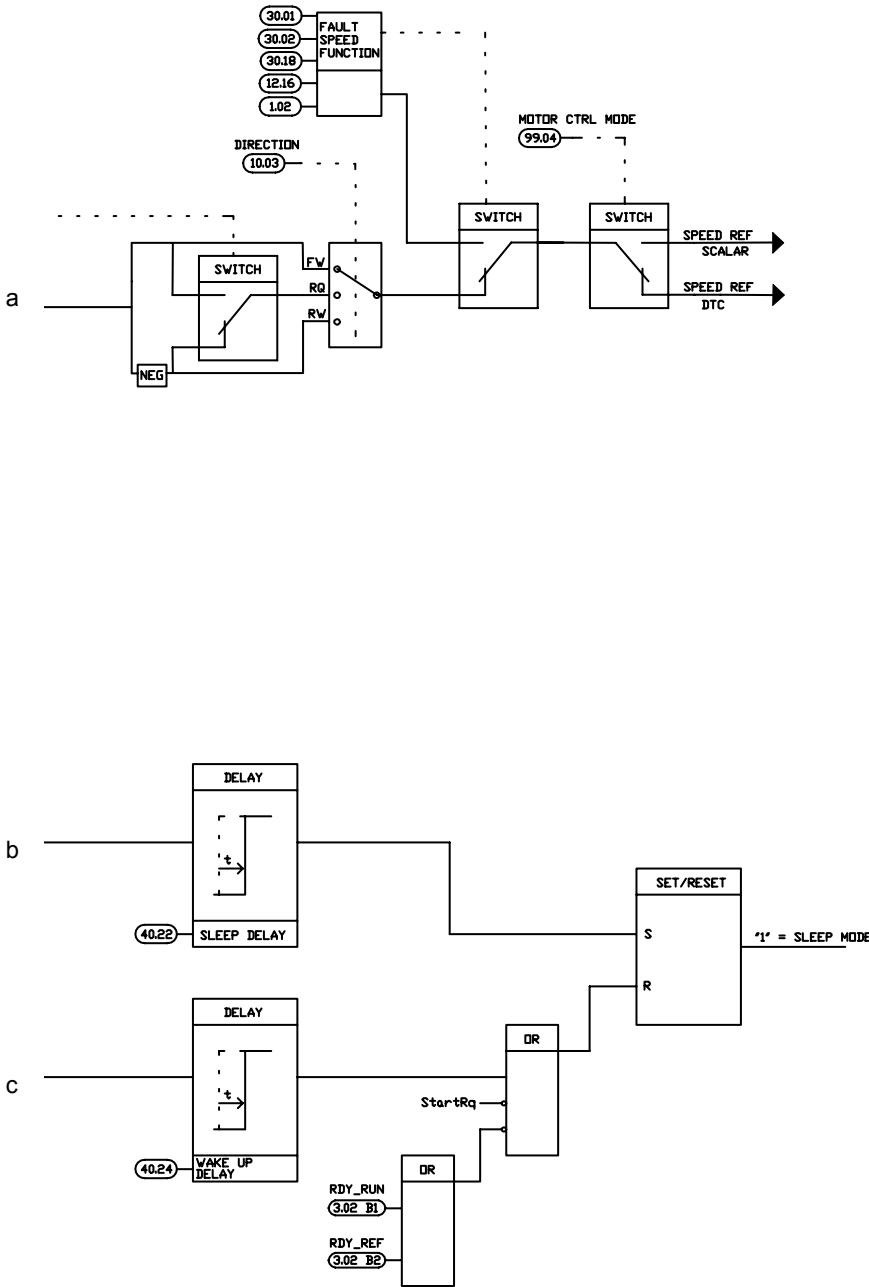 30.01
30.02
30.18
12.16
1.02
FAULT
SPEED
FUNCTION
MOTOR CTRL MODE
99.04
DIRECTION
10.03
SWITCH
SWITCH
SPEED REF
SCALAR
SPEED REF
DTC
a
SWITCH
FW
RQ
RW
NEG
b
DELAY
t
40.22
SLEEP DELAY
SET/RESET
S
R
"1" = SLEEP MODE
c
DELAY
t
40.24
WAKE UP
DELAY
OR
StartRq
OR
RDY_RUN
3.02 B1
RDY_REF
3.02 B2